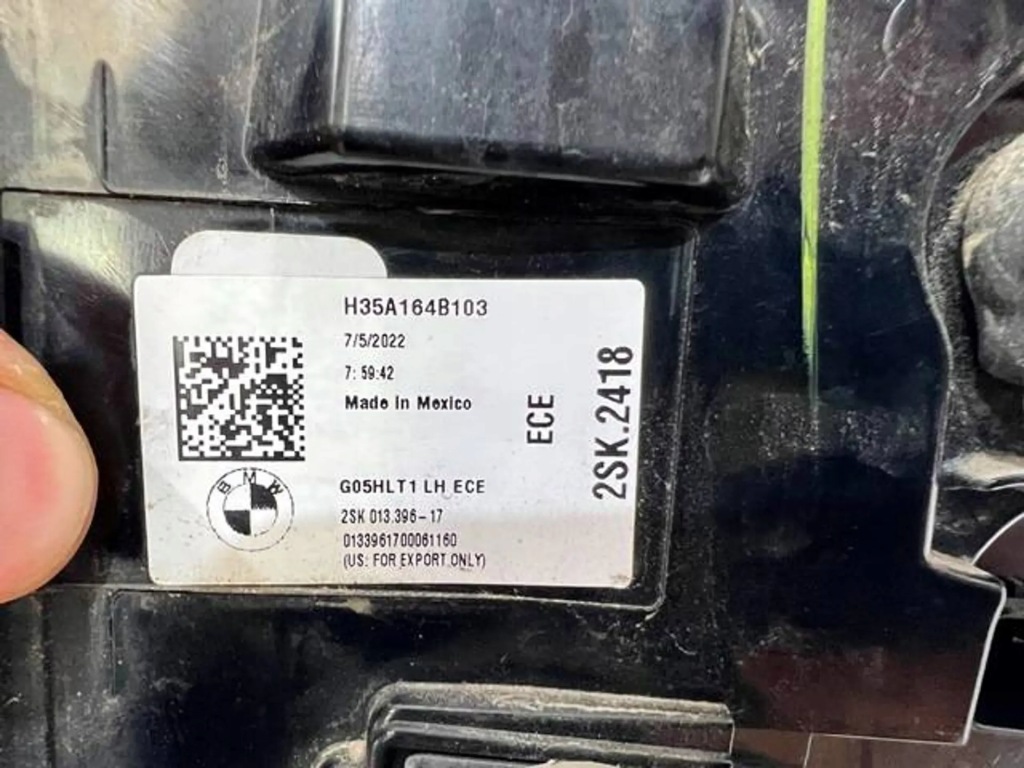 H35A164B103
7/5/2022
7: 59:42
Made in Mexico
ECE
2SK.2418
BMW
G05HLT1 LH ECE
2SK 013.396-17
0133961700061160
(US: FOR EXPORT ONLY)